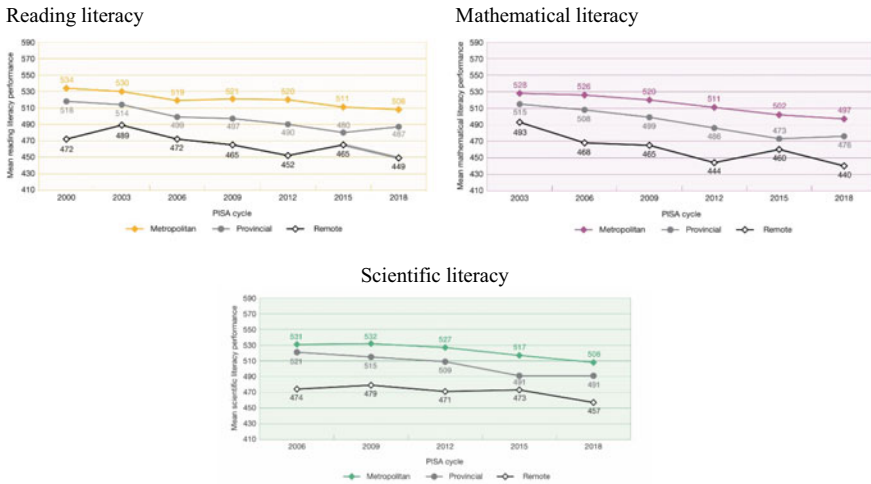 Reading literacy
Mathematical literacy
Mean reading literacy performance
590
570
550
530
510
490
470
450
430
410
534 530 519 521 520 511 508
518 514 499 497 490 480 487
472 489 472 465 452 465 449
2000 2003 2006 2009 2012 2015 2018
PISA cycle
Metropolitan Provincial Remote
Mean mathematical literacy performance
590
570
550
530
510
490
470
450
430
410
528 526 520 511 502 497
515 508 499 486 473 476
493 468 465 444 460 440
2003 2006 2009 2012 2015 2018
PISA cycle
Metropolitan Provincial Remote
Scientific literacy
Mean scientific literacy performance
590
570
550
530
510
490
470
450
430
410
531 532 527 517 508
521 515 509 491 491
474 479 471 473 457
2006 2009 2012 2015 2018
PISA cycle
Metropolitan Provincial Remote